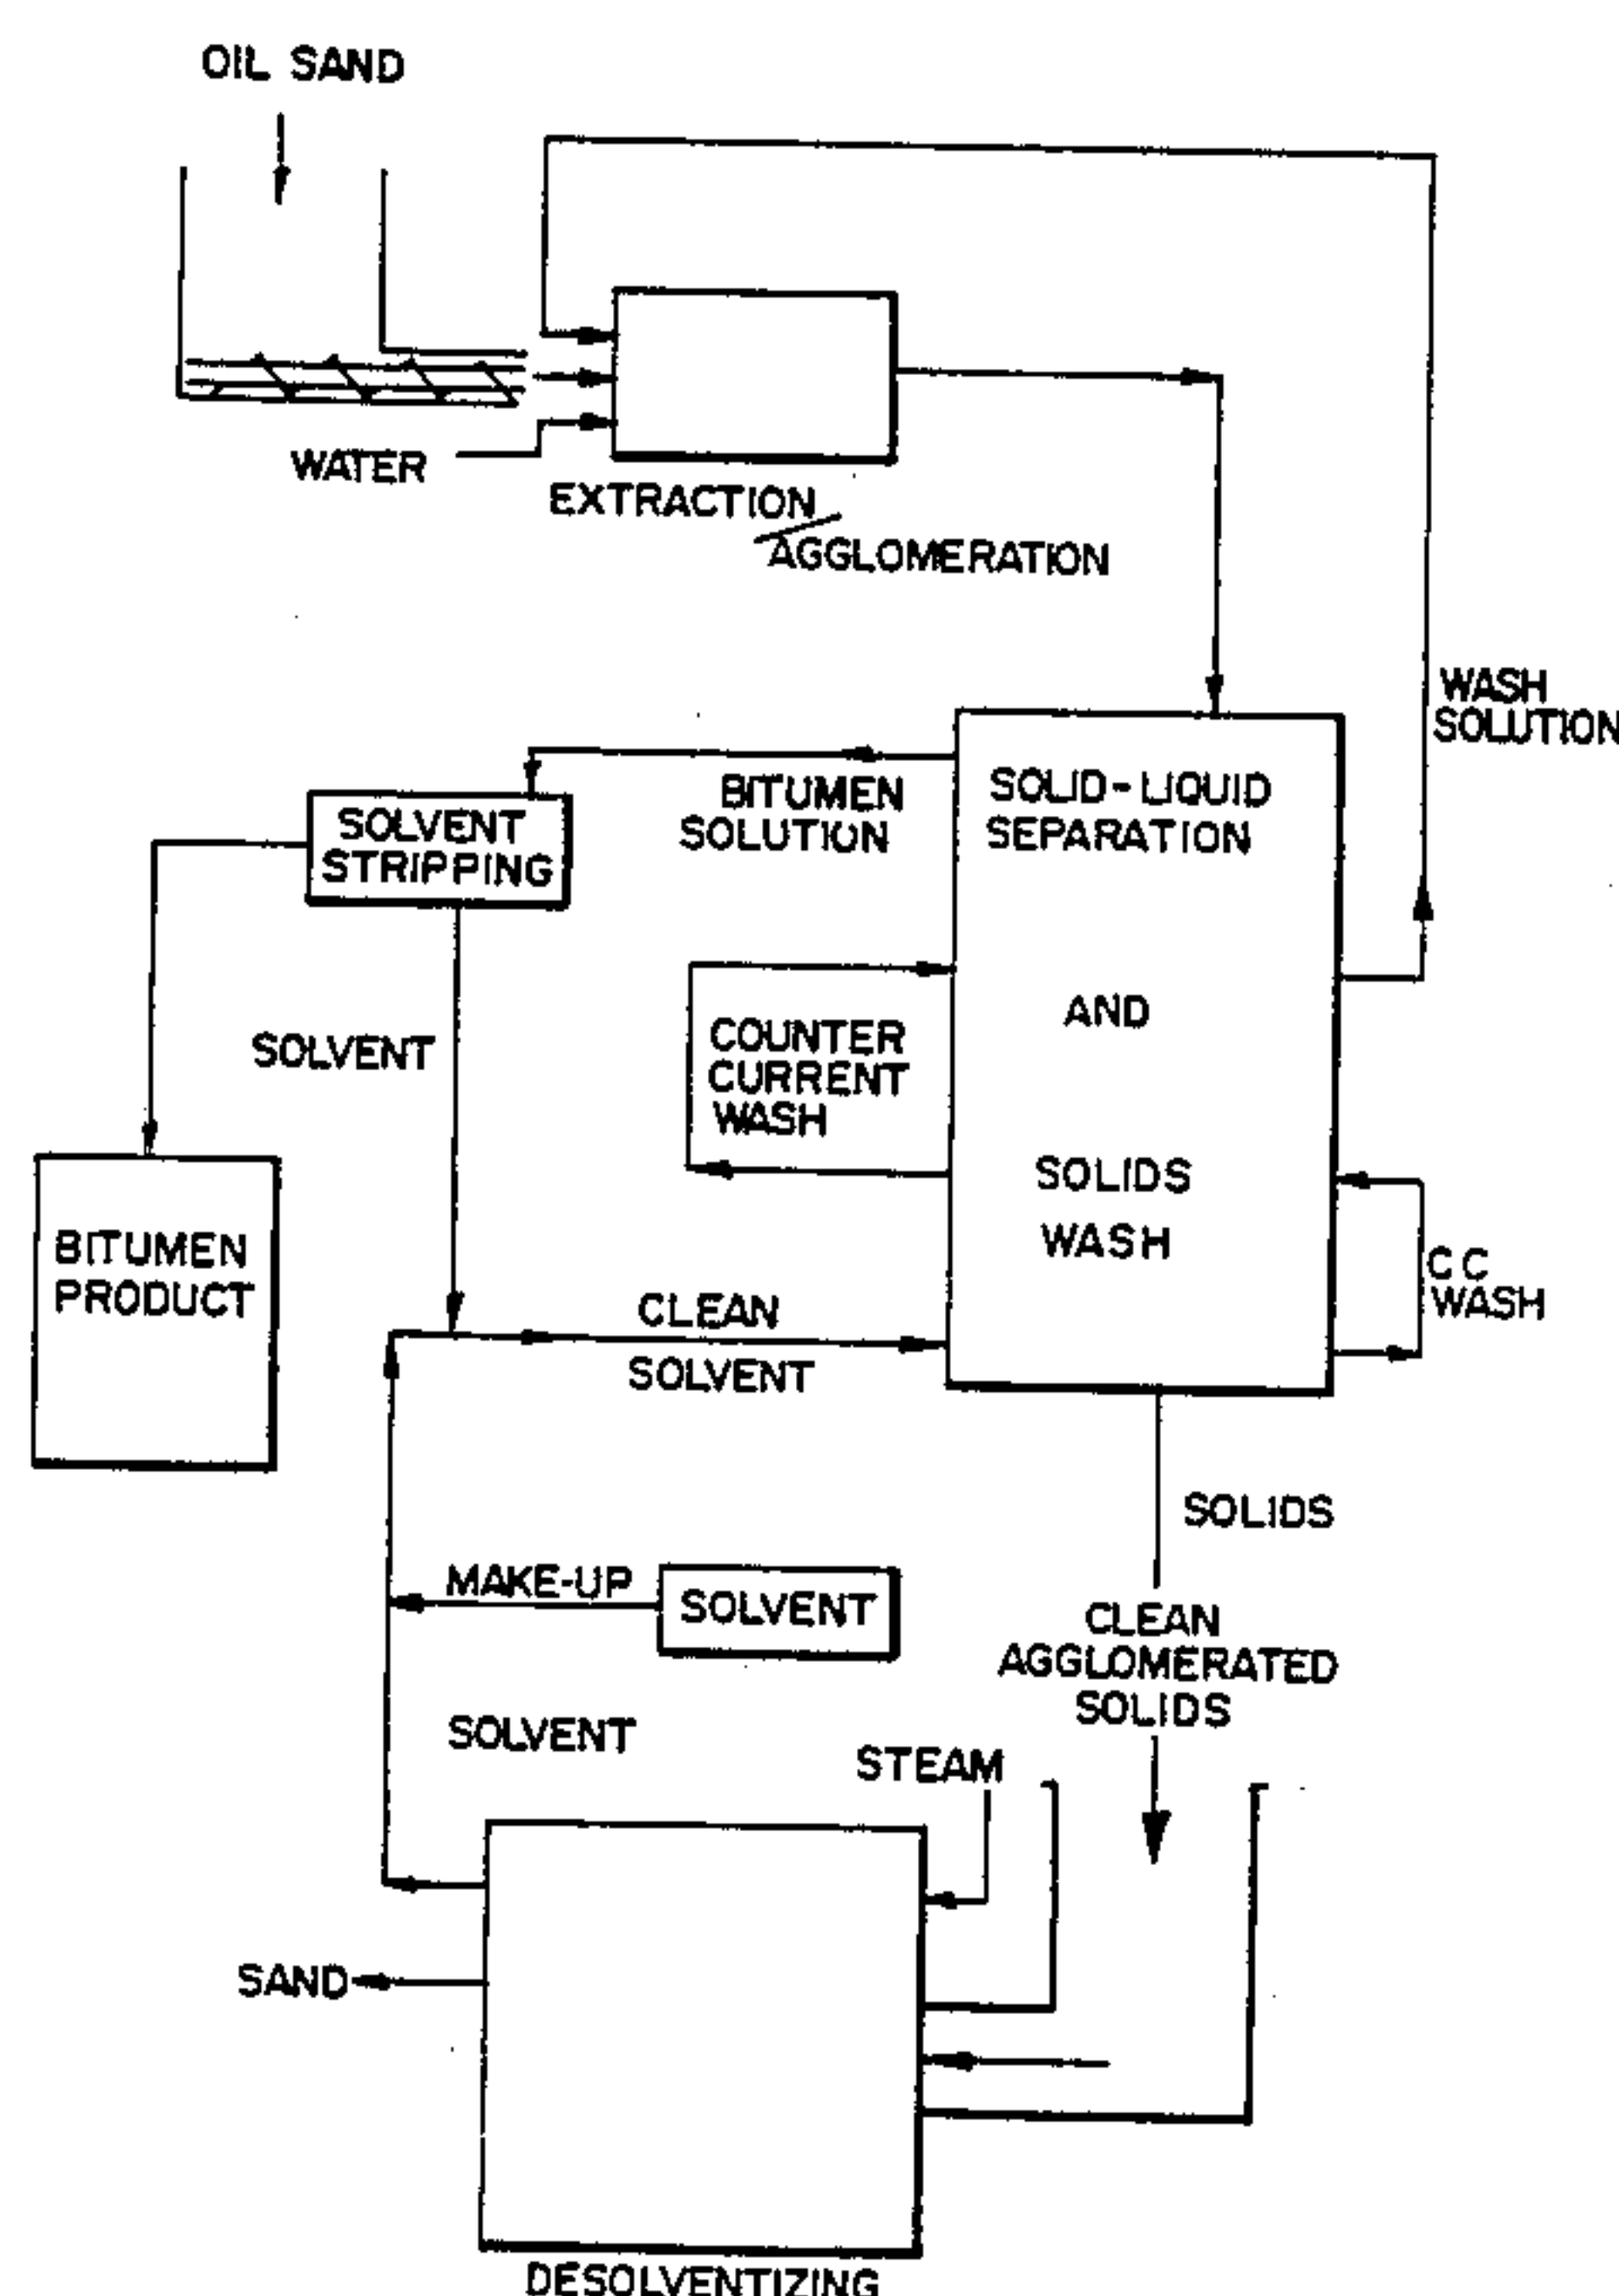 OIL SAND
WATER
EXTRACTION
/AGGLOMERATION
WASH
SOLUTION
BITUMEN
SOLUTION
SOLID-LIQUID
SEPARATION
AND
SOLIDS
WASH
SOLVENT
STRIPPING
COUNTER
CURRENT
WASH
SOLVENT
BITUMEN
PRODUCT
CLEAN
SOLVENT
CC
WASH
SOLIDS
MAKE-UP
SOLVENT
CLEAN
AGGLOMERATED
SOLIDS
SOLVENT
STEAM
SAND
DESOLVENTIZING